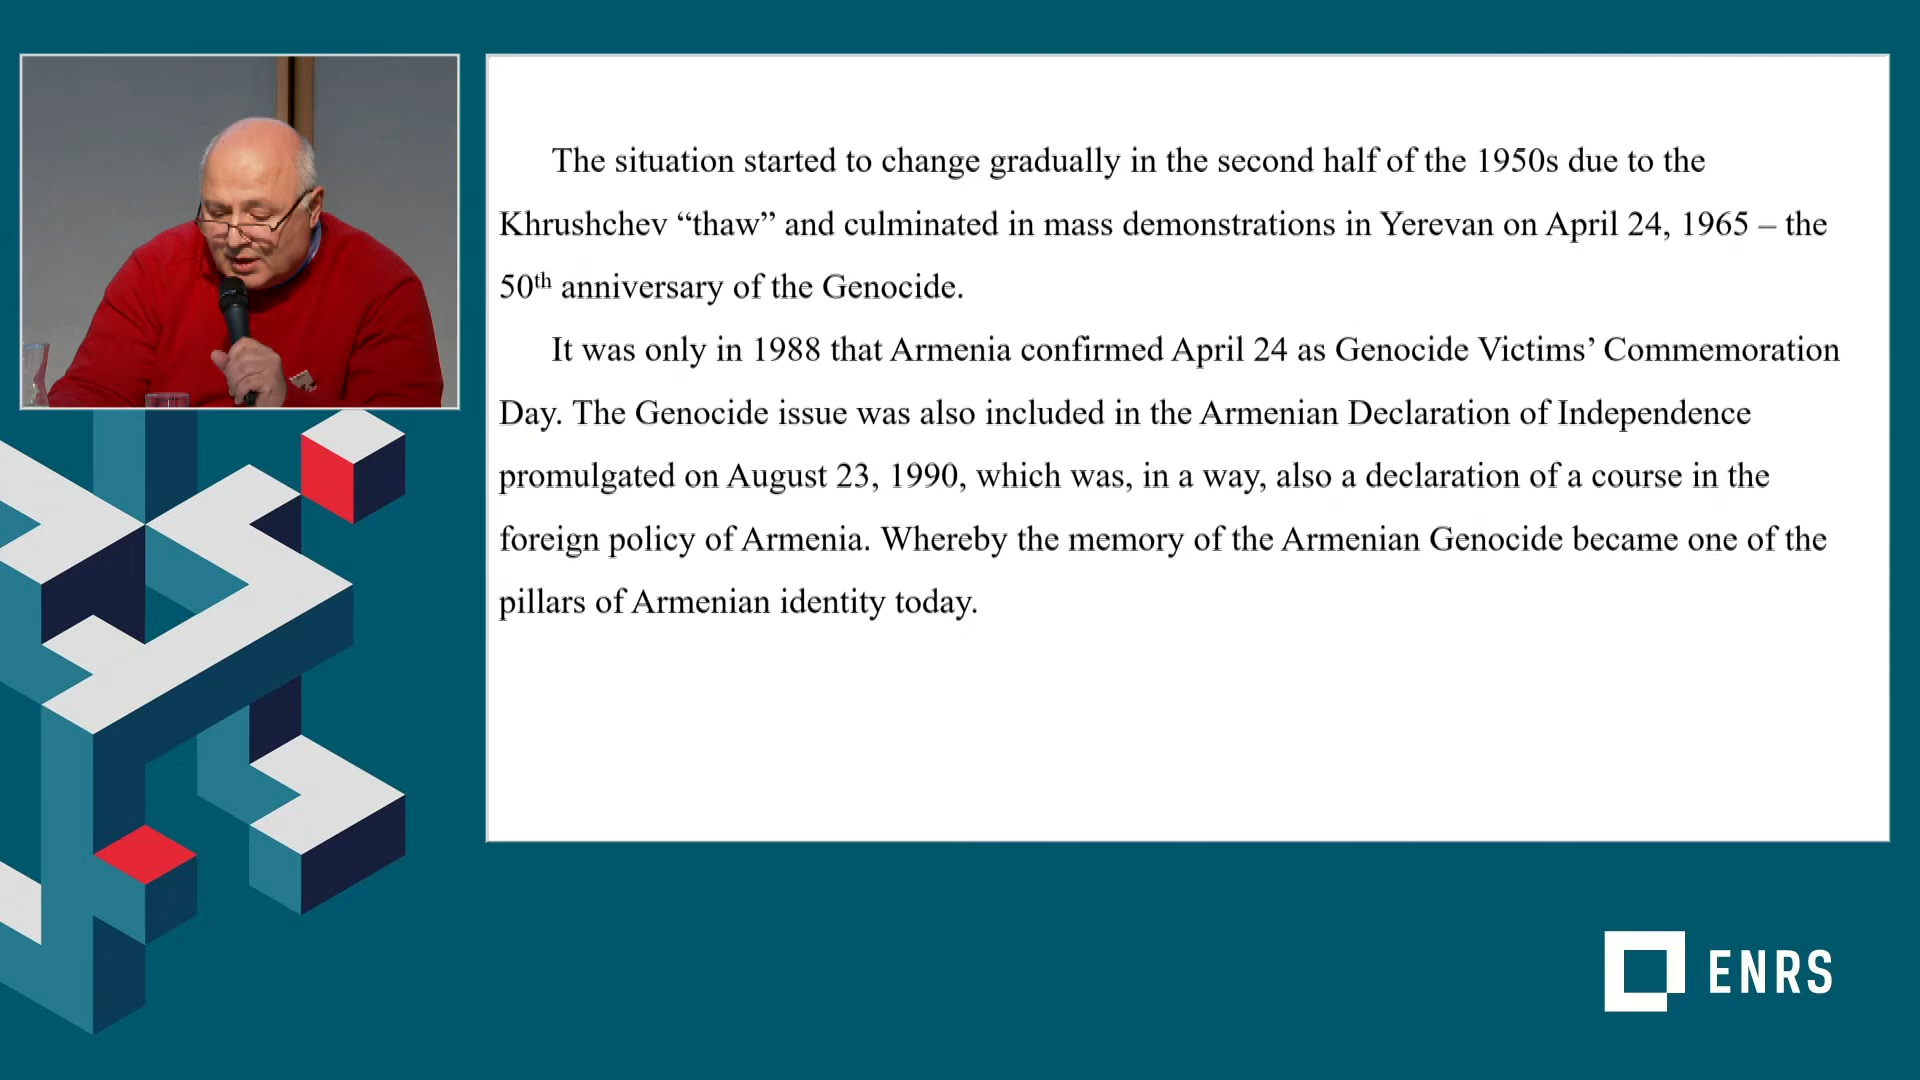 The situation started to change gradually in the second half of the 1950s due to the
Khrushchev “thaw” and culminated in mass demonstrations in Yerevan on April 24, 1965 – the
50th anniversary of the Genocide.
It was only in 1988 that Armenia confirmed April 24 as Genocide Victims’ Commemoration
Day. The Genocide issue was also included in the Armenian Declaration of Independence
promulgated on August 23, 1990, which was, in a way, also a declaration of a course in the
foreign policy of Armenia. Whereby the memory of the Armenian Genocide became one of the
pillars of Armenian identity today.
ENRS